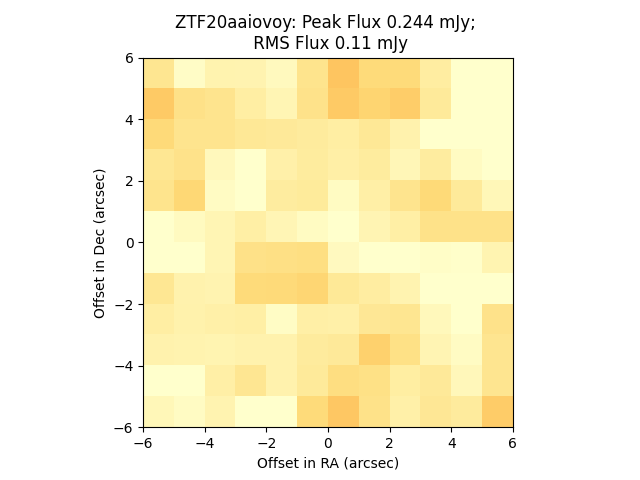 ZTF20aaiovoy: Peak Flux 0.244 mJy;
RMS Flux 0.11 mJy
6
4
2
0
−2
−4
−6
Offset in Dec (arcsec)
−6 −4 −2 0 2 4 6
Offset in RA (arcsec)